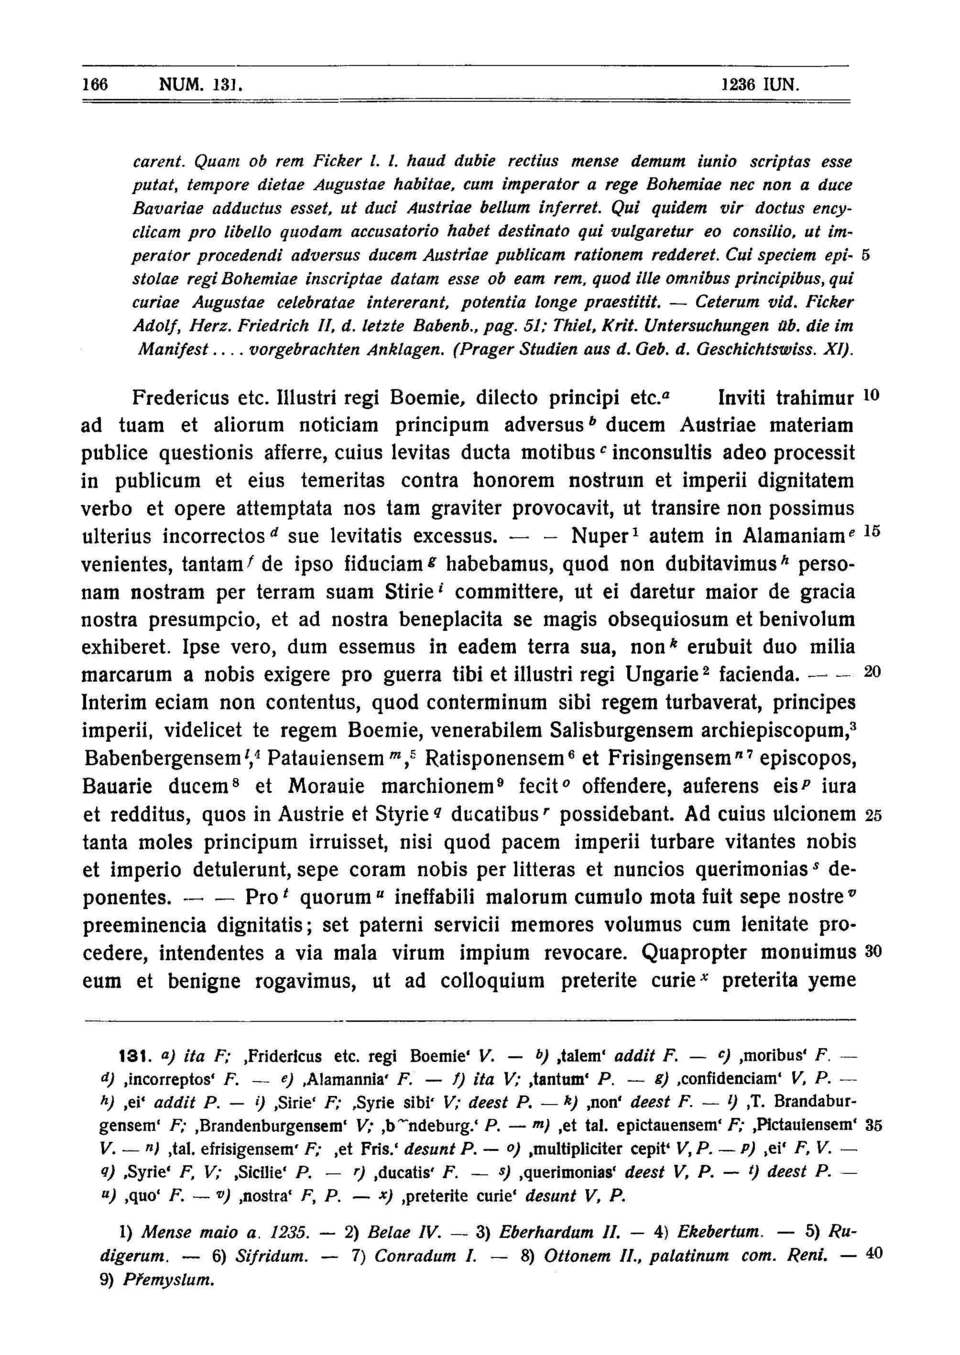 166 NUM. 131. 1236 IUN.
carent. Quam ob rem Ficker l. l. haud dubie rectius mense demum iunio scriptas esse
putat, tempore dietae Augustae habitae, cum imperator a rege Bohemiae nec non a duce
Bavariae adductus esset, ut duci Austriae bellum inferret. Qui quidem vir doctus ency-
clicam pro libello quodam accusatorio habet destinato qui vulgaretur eo consilio, ut im-
perator procedendi adversus ducem Austriae publicam rationem redderet. Cui speciem epi- 5
stolae regi Bohemiae inscriptae datam esse ob eam rem, quod ille omnibus principibus, qui
curiae Augustae celebratae intererant, potentia longe praestitit. — Ceterum vid. Ficker
Adolf, Herz. Friedrich II, d. letzte Babenb., pag. 51; Thiel, Krit. Untersuchungen üb. die im
Manifest .... vorgebrachten Anklagen. (Prager Studien aus d. Geb. d. Geschichtswiss. XI).
Fredericus etc. Illustri regi Boemie, dilecto principi etc.ᵃ Inviti trahimur 10
ad tuam et aliorum noticiam principum adversus ᵇ ducem Austriae materiam
publice questionis afferre, cuius levitas ducta motibus ᶜ inconsultis adeo processit
in publicum et eius temeritas contra honorem nostrum et imperii dignitatem
verbo et opere attemptata nos tam graviter provocavit, ut transire non possimus
ulterius incorrectos ᵈ sue levitatis excessus. — — Nuper¹ autem in Alamaniam ᵉ 15
venientes, tantam ᶠ de ipso fiduciam ᵍ habebamus, quod non dubitavimus ʰ perso-
nam nostram per terram suam Stirie ⁱ committere, ut ei daretur maior de gracia
nostra presumpcio, et ad nostra beneplacita se magis obsequiosum et benivolum
exhiberet. Ipse vero, dum essemus in eadem terra sua, non ᵏ erubuit duo milia
marcarum a nobis exigere pro guerra tibi et illustri regi Ungarie ² facienda. — — 20
Interim eciam non contentus, quod conterminum sibi regem turbaverat, principes
imperii, videlicet te regem Boemie, venerabilem Salisburgensem archiepiscopum,³
Babenbergensem ˡ,⁴ Patauiensem ᵐ,⁵ Ratisponensem ⁶ et Frisingensem ⁿ ⁷ episcopos,
Bauarie ducem ⁸ et Morauie marchionem ⁹ fecit ᵒ offendere, auferens eis ᵖ iura
et redditus, quos in Austrie et Styrie q ducatibus ʳ possidebant. Ad cuius ulcionem 25
tanta moles principum irruisset, nisi quod pacem imperii turbare vitantes nobis
et imperio detulerunt, sepe coram nobis per litteras et nuncios querimonias ˢ de-
ponentes. — — Pro ᵗ quorum ᵘ ineffabili malorum cumulo mota fuit sepe nostre ᵛ
preeminencia dignitatis; set paterni servicii memores volumus cum lenitate pro-
cedere, intendentes a via mala virum impium revocare. Quapropter monuimus 30
eum et benigne rogavimus, ut ad colloquium preterite curie ˣ preterita yeme
131. a) ita F; ‚Fridericus etc. regi Boemie‘ V. — b) ‚talem‘ addit F. — c) ‚moribus‘ F. —
d) ‚incorreptos‘ F. — e) ‚Alamannia‘ F. — f) ita V; ‚tantum‘ P. — g) ‚confidenciam‘ V, P. —
h) ‚ei‘ addit P. — i) ‚Sirie‘ F; ‚Syrie sibi‘ V; deest P. — k) ‚non‘ deest F. — l) ‚T. Brandabur-
gensem‘ F; ‚Brandenburgensem‘ V; ‚b~ndeburg.‘ P. — m) ‚et tal. epictauensem‘ F; ‚Pictauiensem‘ 35
V. — n) ‚tal. efrisigensem‘ F; ‚et Fris.‘ desunt P. — o) ‚multipliciter cepit‘ V, P. — p) ‚ei‘ F, V. —
q) ‚Syrie‘ F, V; ‚Sicilie‘ P. — r) ‚ducatis‘ F. — s) ‚querimonias‘ deest V, P. — t) deest P. —
u) ‚quo‘ F. — v) ‚nostra‘ F, P. — x) ‚preterite curie‘ desunt V, P.
1) Mense maio a. 1235. — 2) Belae IV. — 3) Eberhardum II. — 4) Ekebertum. — 5) Ru-
digerum. — 6) Sifridum. — 7) Conradum I. — 8) Ottonem II., palatinum com. Reni. — 40
9) Přemyslum.